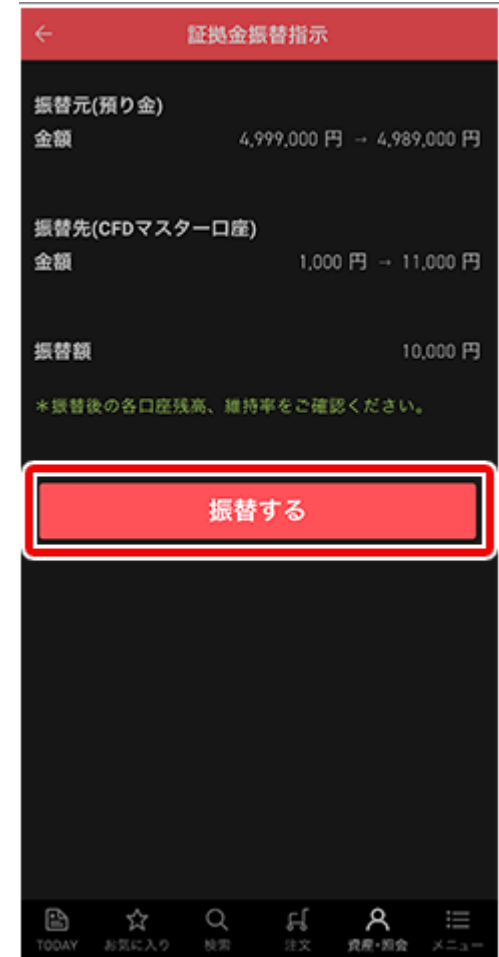 証拠金振替指示
振替元(預り金)
金額 4,999,000 円 → 4,989,000 円
振替先(CFDマスター口座)
金額 1,000 円 → 11,000 円
振替額 10,000 円
*振替後の各口座残高、維持率をご確認ください。
振替する
TODAY お気に入り 検索 注文 資産・照会 メニュー